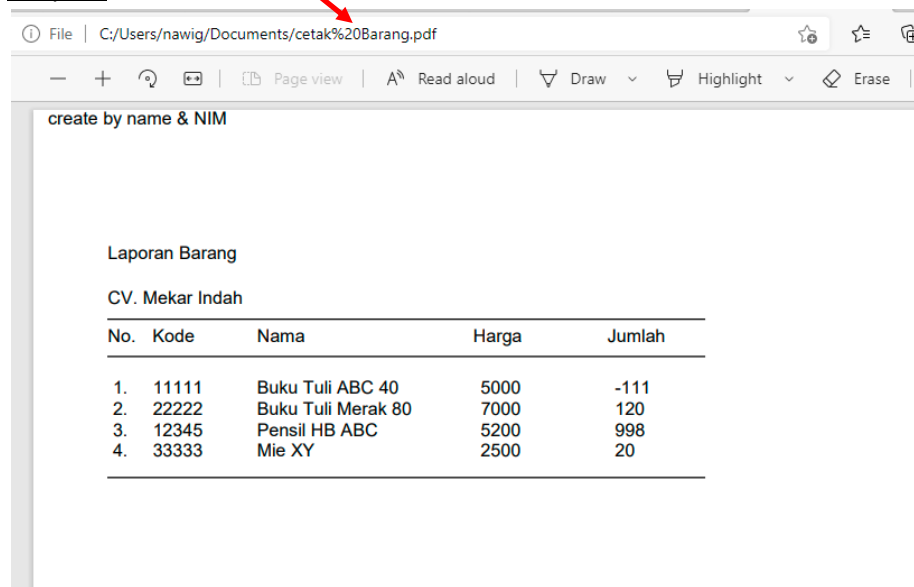 File | C:/Users/nawig/Documents/cetak%20Barang.pdf
Page view | Read aloud | Draw Highlight Erase
create by name & NIM
Laporan Barang
CV. Mekar Indah
No. Kode Nama Harga Jumlah
1. 11111 Buku Tuli ABC 40 5000 -111
2. 22222 Buku Tuli Merak 80 7000 120
3. 12345 Pensil HB ABC 5200 998
4. 33333 Mie XY 2500 20